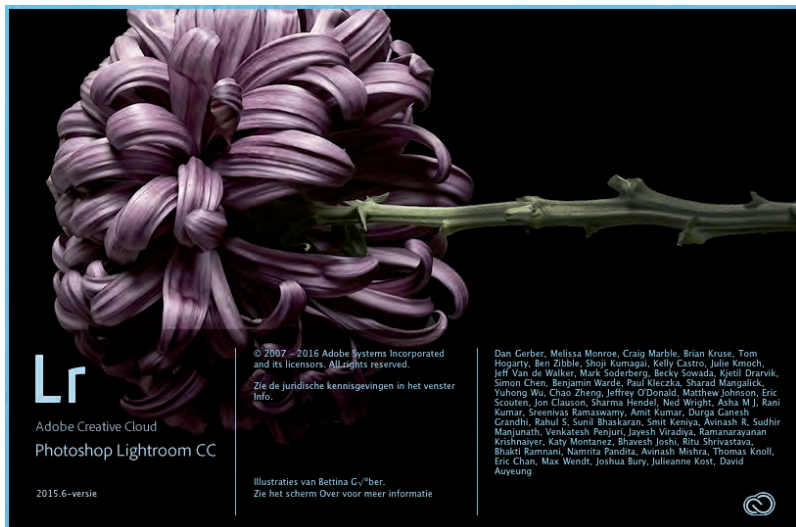 Lr
Adobe Creative Cloud
Photoshop Lightroom CC
2015.6-versie
© 2007 – 2016 Adobe Systems Incorporated
and its licensors. All rights reserved.
Zie de juridische kennisgevingen in het venster
Info.
Illustraties van Bettina G√ºber.
Zie het scherm Over voor meer informatie
Dan Gerber, Melissa Monroe, Craig Marble, Brian Kruse, Tom
Hogarty, Ben Zibble, Shoji Kumagai, Kelly Castro, Julie Kmoch,
Jeff Van de Walker, Mark Soderberg, Becky Sowada, Kjetil Drarvik,
Simon Chen, Benjamin Warde, Paul Kleczka, Sharad Mangalick,
Yuhong Wu, Chao Zheng, Jeffrey O'Donald, Matthew Johnson, Eric
Scouten, Jon Clauson, Sharma Hendel, Ned Wright, Asha M J, Rani
Kumar, Sreenivas Ramaswamy, Amit Kumar, Durga Ganesh
Grandhi, Rahul S, Sunil Bhaskaran, Smit Keniya, Avinash R, Sudhir
Manjunath, Venkatesh Penjuri, Jayesh Viradiya, Ramanarayanan
Krishnaiyer, Katy Montanez, Bhavesh Joshi, Ritu Shrivastava,
Bhakti Ramnani, Namrita Pandita, Avinash Mishra, Thomas Knoll,
Eric Chan, Max Wendt, Joshua Bury, Julieanne Kost, David
Auyeung